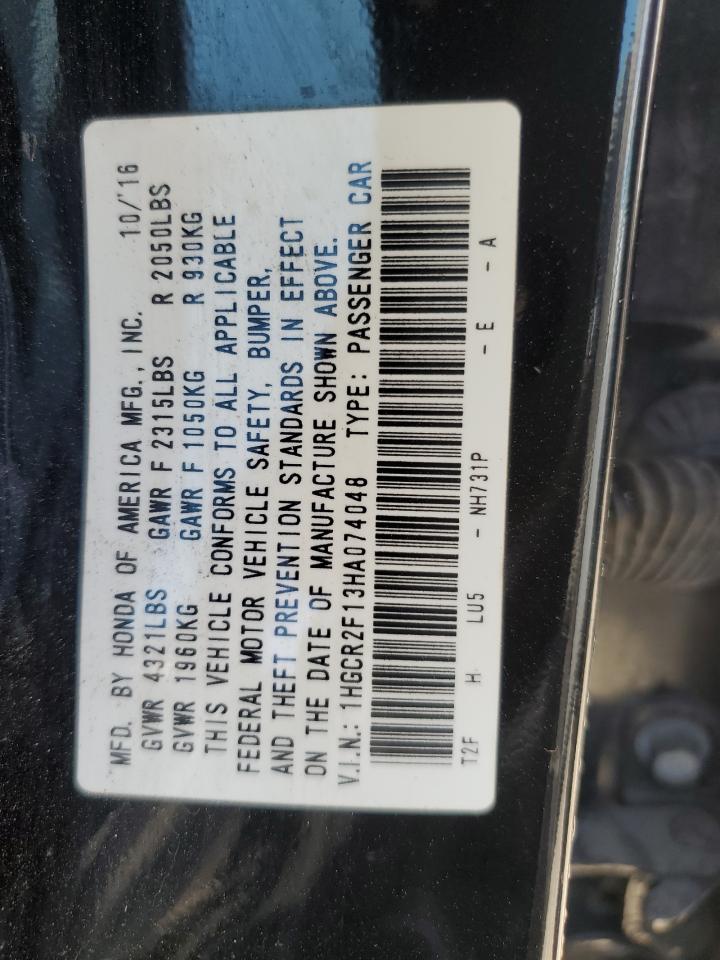 MFD. BY HONDA OF AMERICA MFG., INC. 10/'16
GVWR 4321LBS GAWR F 2315LBS R 2050LBS
GVWR 1960KG GAWR F 1050KG R 930KG
THIS VEHICLE CONFORMS TO ALL APPLICABLE
FEDERAL MOTOR VEHICLE SAFETY, BUMPER,
AND THEFT PREVENTION STANDARDS IN EFFECT
ON THE DATE OF MANUFACTURE SHOWN ABOVE.
V.I.N.: 1HGCR2F13HA074048 TYPE: PASSENGER CAR
T2F H LU5 - NH731P - E - A